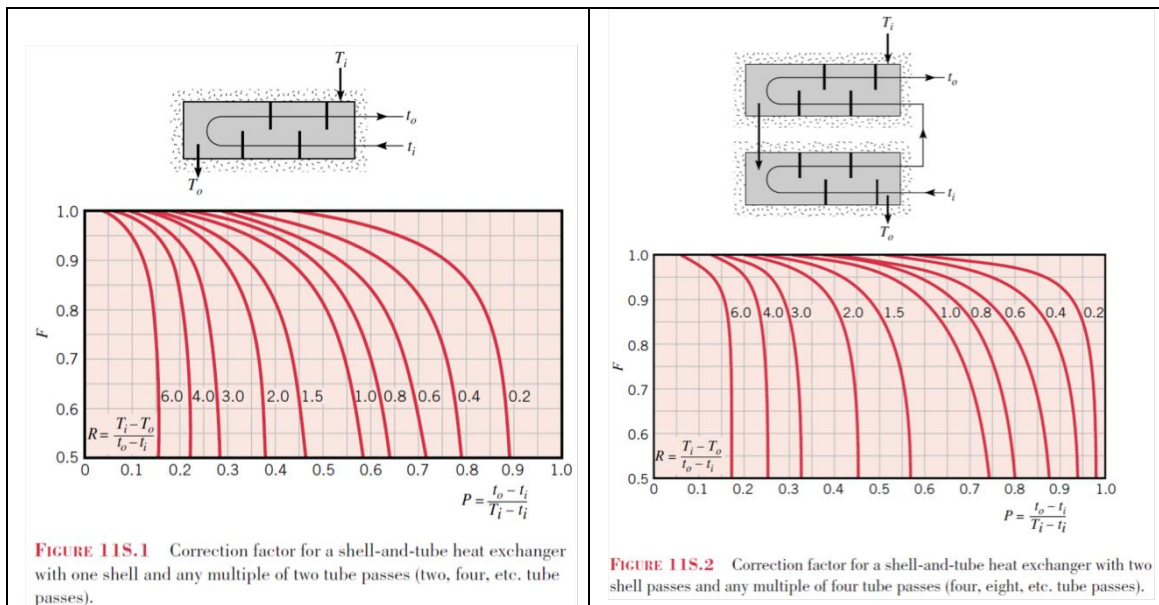 T_i
t_o
t_i
T_o
1.0
0.9
0.8
0.7
0.6
0.5
F
6.0 4.0 3.0 2.0 1.5 1.0 0.8 0.6 0.4 0.2
R = (T_i − T_o)/(t_o − t_i)
0 0.1 0.2 0.3 0.4 0.5 0.6 0.7 0.8 0.9 1.0
P = (t_o − t_i)/(T_i − t_i)
FIGURE 11S.1 Correction factor for a shell-and-tube heat exchanger
with one shell and any multiple of two tube passes (two, four, etc. tube
passes).
T_i
t_o
t_i
T_o
1.0
0.9
0.8
0.7
0.6
0.5
F
6.0 4.0 3.0 2.0 1.5 1.0 0.8 0.6 0.4 0.2
R = (T_i − T_o)/(t_o − t_i)
0 0.1 0.2 0.3 0.4 0.5 0.6 0.7 0.8 0.9 1.0
P = (t_o − t_i)/(T_i − t_i)
FIGURE 11S.2 Correction factor for a shell-and-tube heat exchanger with two
shell passes and any multiple of four tube passes (four, eight, etc. tube passes).